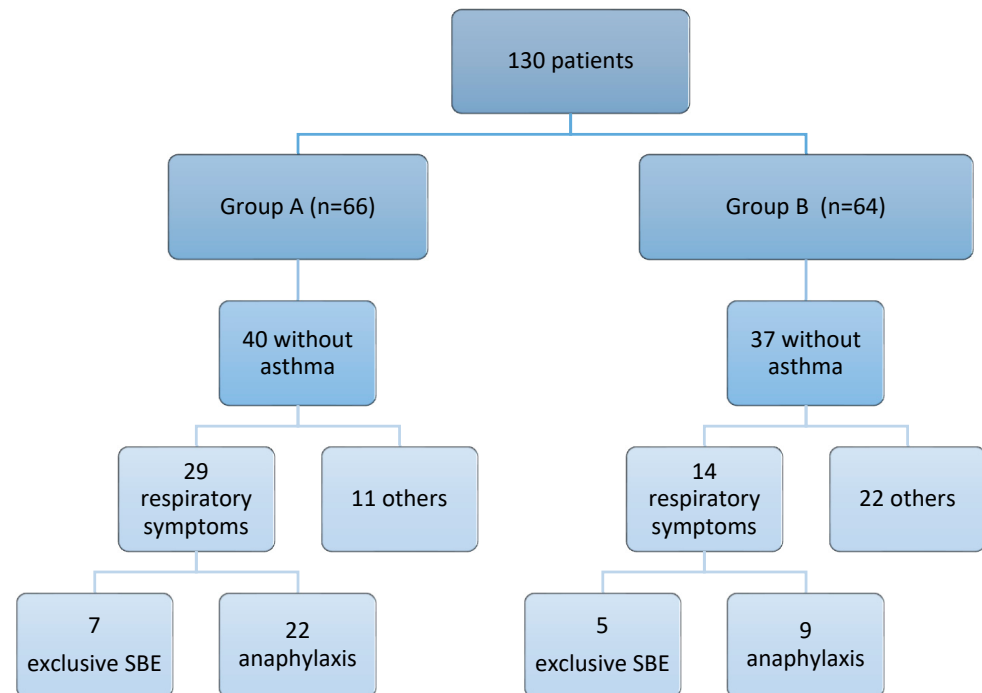 130 patients
Group A (n=66)
Group B  (n=64)
40 without
asthma
37 without
asthma
29
respiratory
symptoms
11 others
14
respiratory
symptoms
22 others
7
exclusive SBE
22
anaphylaxis
5
exclusive SBE
9
anaphylaxis